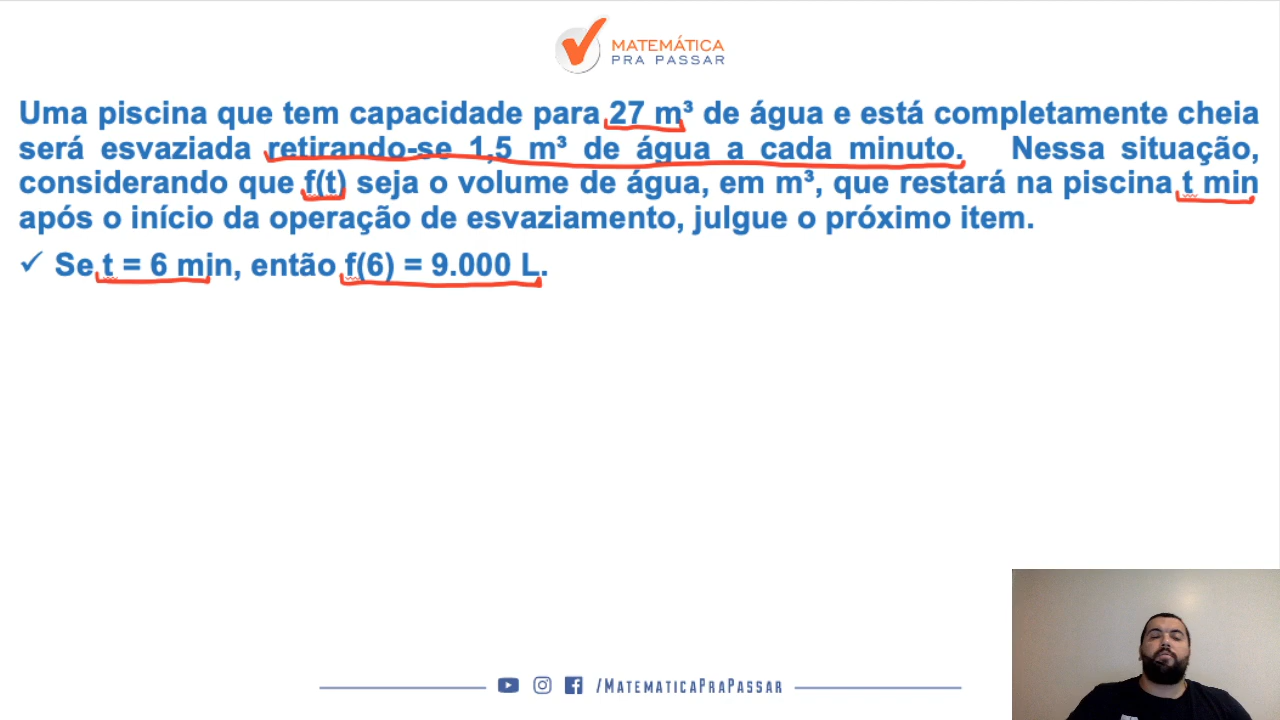 MATEMÁTICA
PRA PASSAR
Uma piscina que tem capacidade para 27 m³ de água e está completamente cheia
será esvaziada retirando-se 1,5 m³ de água a cada minuto. Nessa situação,
considerando que f(t) seja o volume de água, em m³, que restará na piscina t min
após o início da operação de esvaziamento, julgue o próximo item.
✓ Se t = 6 min, então f(6) = 9.000 L.
/MATEMATICAPRAPASSAR